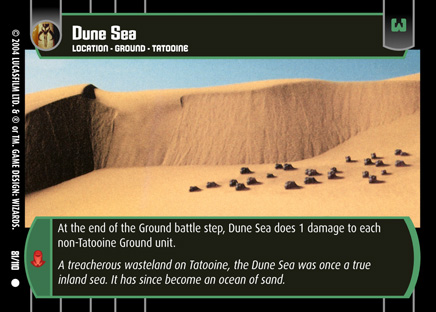 Dune Sea
LOCATION - GROUND - TATOOINE
© 2004 LUCASFILM LTD. & ® or TM. GAME DESIGN: WIZARDS.
81/110
At the end of the Ground battle step, Dune Sea does 1 damage to each
non-Tatooine Ground unit.
A treacherous wasteland on Tatooine, the Dune Sea was once a true
inland sea. It has since become an ocean of sand.